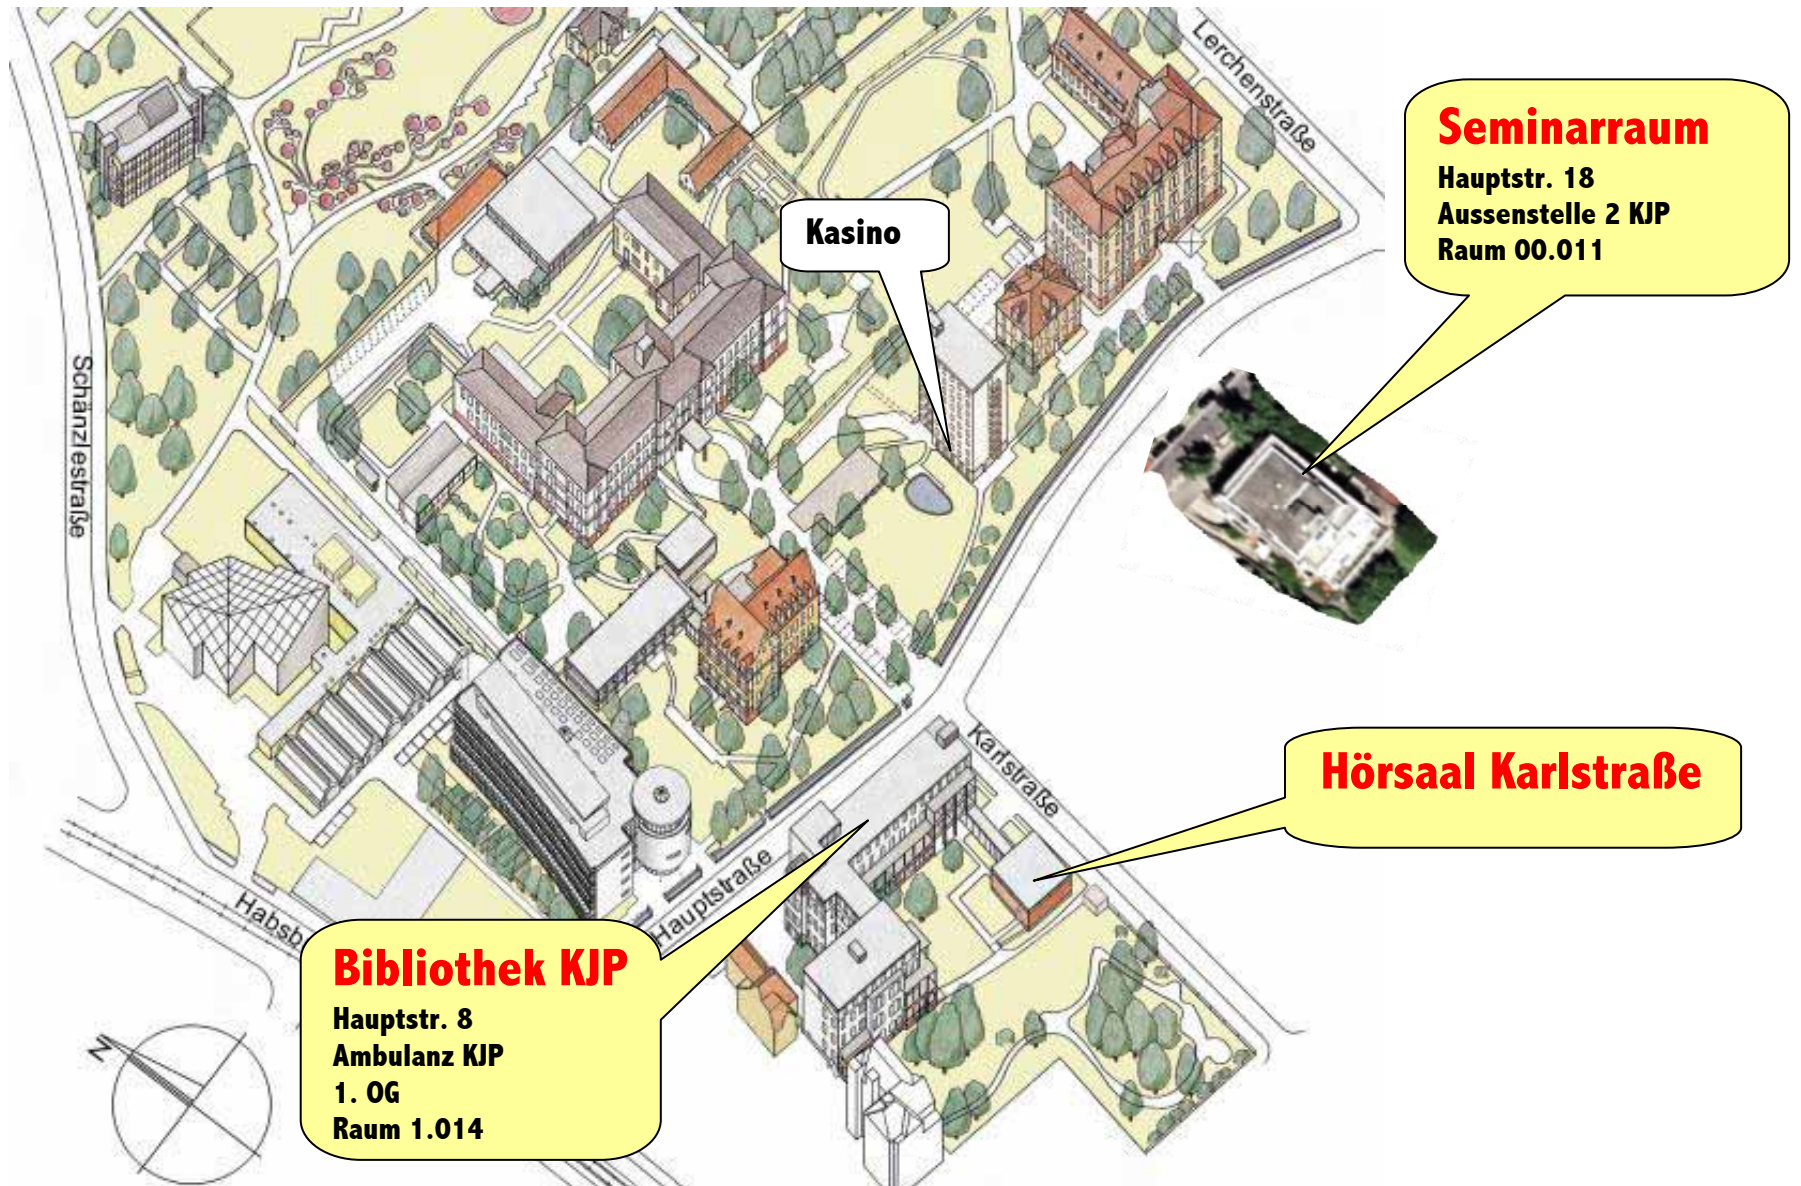 Lerchenstraße
Seminarraum
Hauptstr. 18
Aussenstelle 2 KJP
Raum 00.011
Kasino
Schänzlestraße
Karlstraße
Hörsaal Karlstraße
Hauptstraße
Habsb
Bibliothek KJP
Hauptstr. 8
Ambulanz KJP
1. OG
Raum 1.014
N